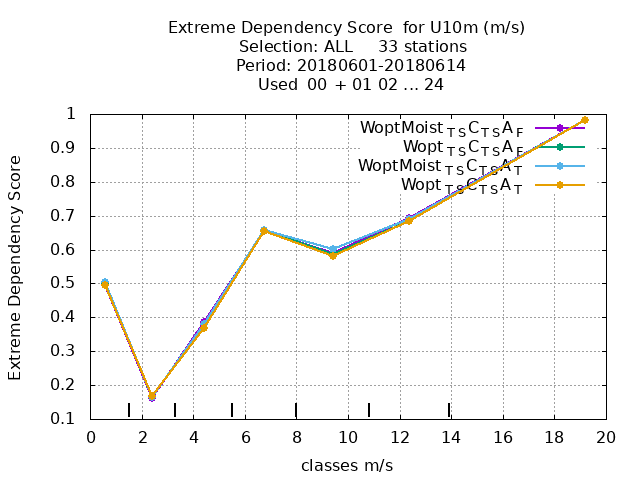 Extreme Dependency Score  for U10m (m/s)
Selection: ALL     33 stations
Period: 20180601-20180614
Used  00 + 01 02 ... 24
Extreme Dependency Score
1
0.9
0.8
0.7
0.6
0.5
0.4
0.3
0.2
0.1
WoptMoist TS C TS A F
Wopt TS C TS A F
WoptMoist TS C TS A T
Wopt TS C TS A T
0 2 4 6 8 10 12 14 16 18 20
classes m/s